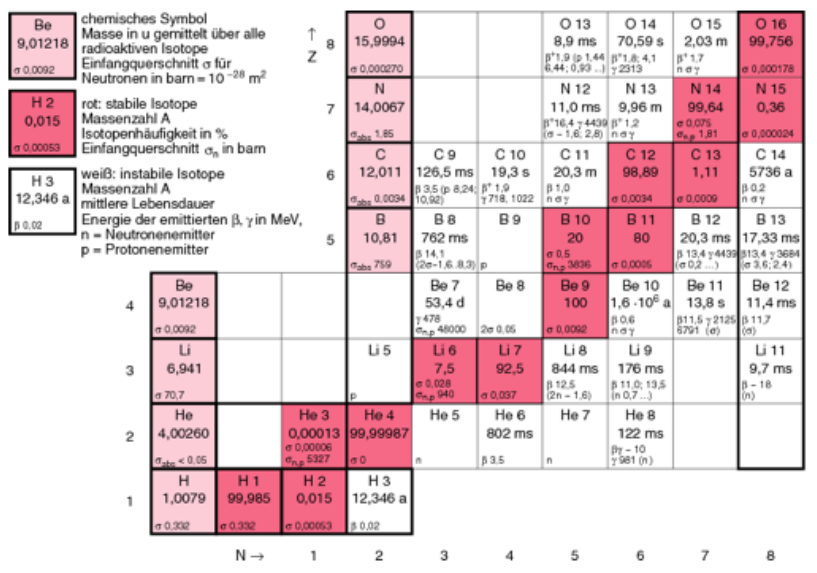 Be
9,01218
σ 0,0092
chemisches Symbol
Masse in u gemittelt über alle
radioaktiven Isotope
Einfangquerschnitt σ für
Neutronen in barn = 10 −28 m²
H 2
0,015
σ 0,00053
rot: stabile Isotope
Massenzahl A
Isotopenhäufigkeit in %
Einfangquerschnitt σn in barn
H 3
12,346 a
β 0,02
weiß: instabile Isotope
Massenzahl A
mittlere Lebensdauer
Energie der emittierten β, γ in MeV,
n = Neutronenemitter
p = Protonenemitter
↑
Z
8
O
15,9994
σ 0,000270
O 13
8,9 ms
β⁺1,9 (p 1,44
6,44; 0,93 ...)
O 14
70,59 s
β⁺1,8; 4,1
γ 2313
O 15
2,03 m
β⁺ 1,7
n σ γ
O 16
99,756
σ 0,000178
7
N
14,0067
σabs 1,85
N 12
11,0 ms
β⁺16,4 γ 4439
(σ − 1,6; 2,8)
N 13
9,96 m
β⁺ 1,2
n σ γ
N 14
99,64
σ 0,075
σn,p 1,81
N 15
0,36
σ 0,000024
6
C
12,011
σabs 0,0034
C 9
126,5 ms
β 3,5 (p 8,24;
10,92)
C 10
19,3 s
β⁺ 1,9
γ 718, 1022
C 11
20,3 m
β 1,0
n σ γ
C 12
98,89
σ 0,0034
C 13
1,11
σ 0,0009
C 14
5736 a
β 0,2
n σ γ
5
B
10,81
σabs 759
B 8
762 ms
β 14,1
(2σ−1,6..8,3)
B 9
p
B 10
20
σ 0,5
σn,p 3836
B 11
80
σ 0,0005
B 12
20,3 ms
β 13,4 γ 4439
(σ 0,2 ...)
B 13
17,33 ms
β13,4 γ 3684
(σ 3,6; 2,4)
4
Be
9,01218
σ 0,0092
Be 7
53,4 d
γ 478
σn,p 48000
Be 8
2σ 0,05
Be 9
100
σ 0,0092
Be 10
1,6 ·10⁶ a
β 0,6
n σ γ
Be 11
13,8 s
β11,5 γ 2125
6791 (σ)
Be 12
11,4 ms
β 11,7
(σ)
3
Li
6,941
σ 70,7
Li 5
p
Li 6
7,5
σ 0,028
σn,p 940
Li 7
92,5
σ 0,037
Li 8
844 ms
β 12,5
(2n − 1,6)
Li 9
176 ms
β 11,0; 13,5
(n 0,7 ...)
Li 11
9,7 ms
β − 18
(n)
2
He
4,00260
σabs < 0,05
He 3
0,00013
σ 0,00006
σn,p 5327
He 4
99,99987
σ 0
He 5
n
He 6
802 ms
β 3,5
He 7
n
He 8
122 ms
βγ − 10
γ 981 (n)
1
H
1,0079
σ 0,332
H 1
99,985
σ 0,332
H 2
0,015
σ 0,00053
H 3
12,346 a
β 0,02
N → 1 2 3 4 5 6 7 8